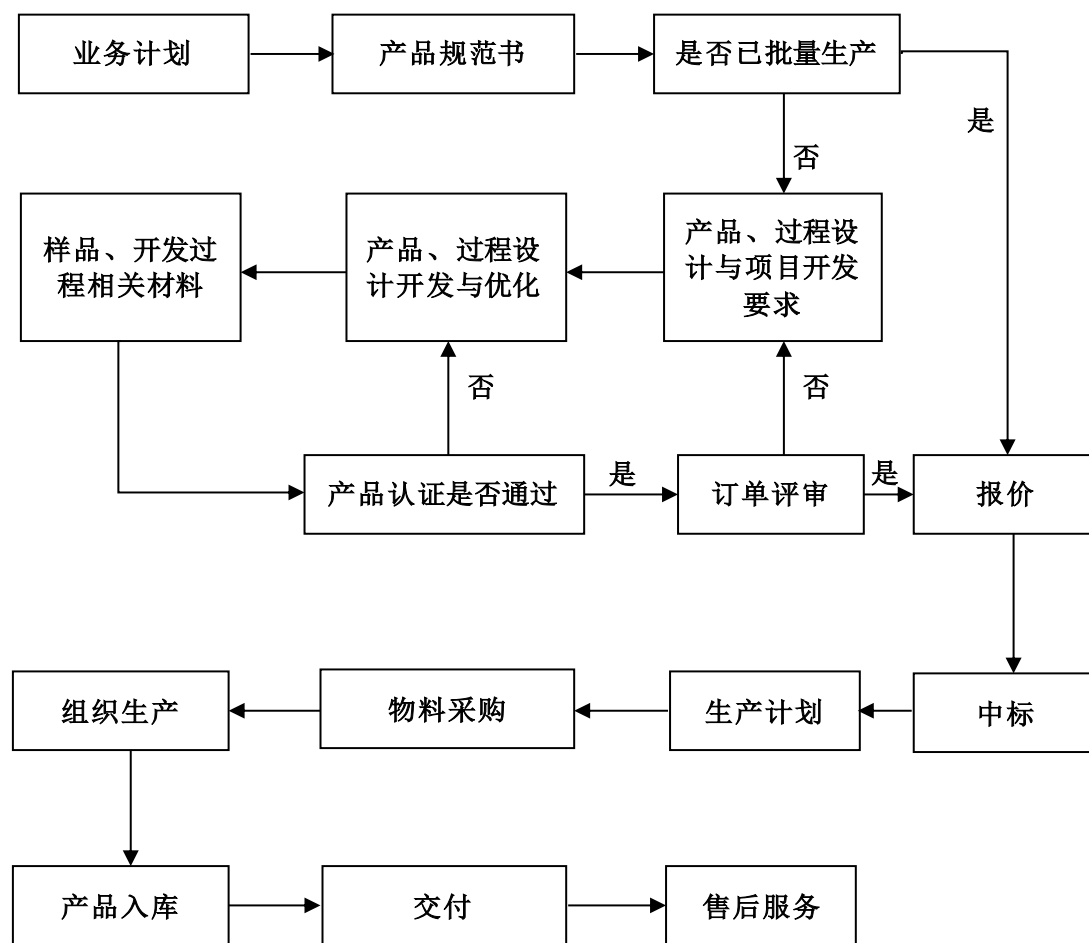 业务计划
产品规范书
是否已批量生产
是
否
样品、开发过
程相关材料
产品、过程设
计开发与优化
产品、过程设
计与项目开发
要求
否
否
产品认证是否通过
是
订单评审
是
报价
组织生产
物料采购
生产计划
中标
产品入库
交付
售后服务